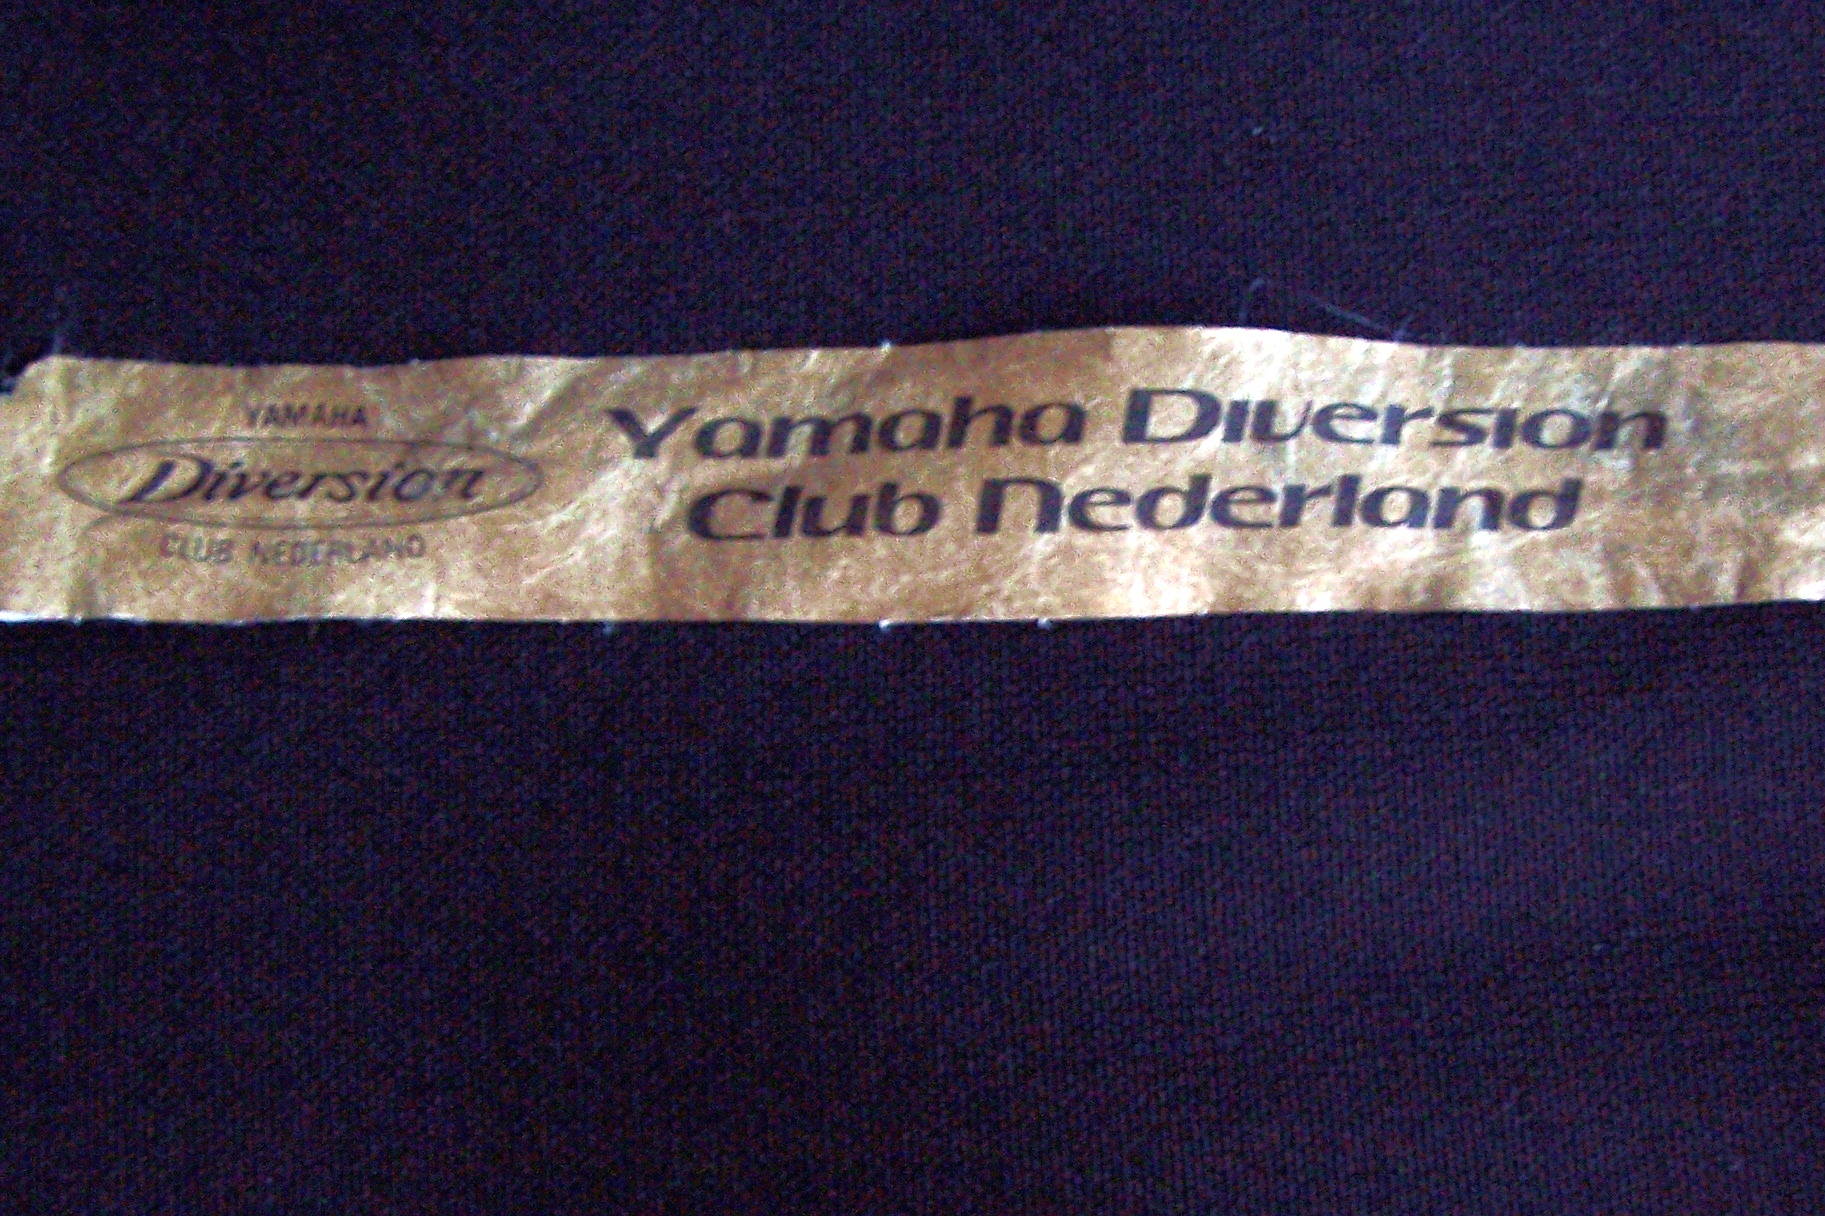 YAMAHA
Diversion
CLUB NEDERLAND
Yamaha Diversion
Club Nederland